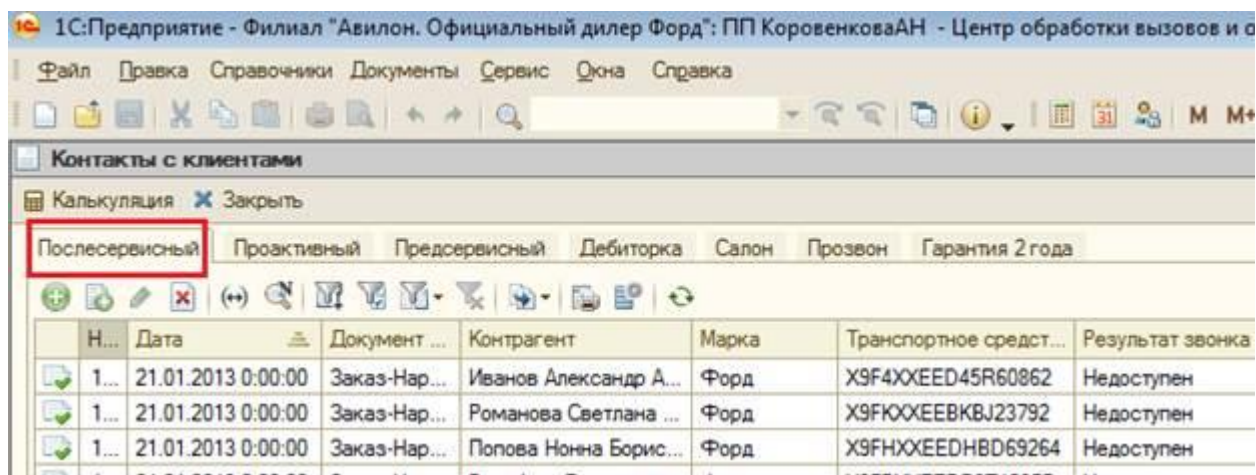 1С:Предприятие - Филиал "Авилон. Официальный дилер Форд": ПП КоровенковаАН - Центр обработки вызовов и о
Файл Правка Справочники Документы Сервис Окна Справка
M M+
Контакты с клиентами
Калькуляция Закрыть
Послесервисный Проактивный Предсервисный Дебиторка Салон Прозвон Гарантия 2 года
Н... Дата Документ ... Контрагент Марка Транспортное средст... Результат звонка
1... 21.01.2013 0:00:00 Заказ-Нар... Иванов Александр А... Форд X9F4XXEED45R60862 Недоступен
1... 21.01.2013 0:00:00 Заказ-Нар... Романова Светлана ... Форд X9FKXXEEBKBJ23792 Недоступен
1... 21.01.2013 0:00:00 Заказ-Нар... Попова Нонна Борис... Форд X9FHXXEEDHBD69264 Недоступен